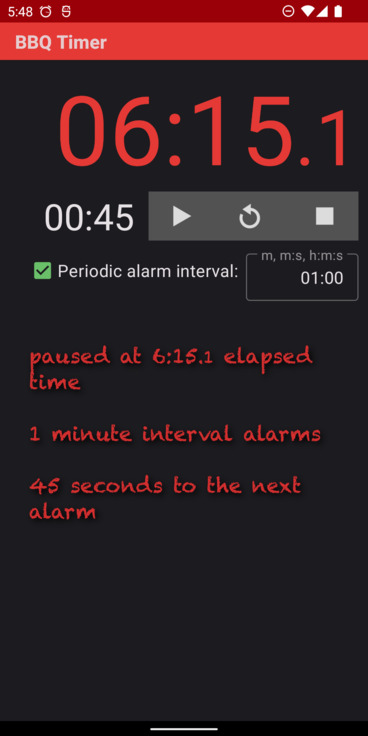 5:48
BBQ Timer
06:15.1
00:45
Periodic alarm interval:
m, m:s, h:m:s
01:00
paused at 6:15.1 elapsed
time
1 minute interval alarms
45 seconds to the next
alarm